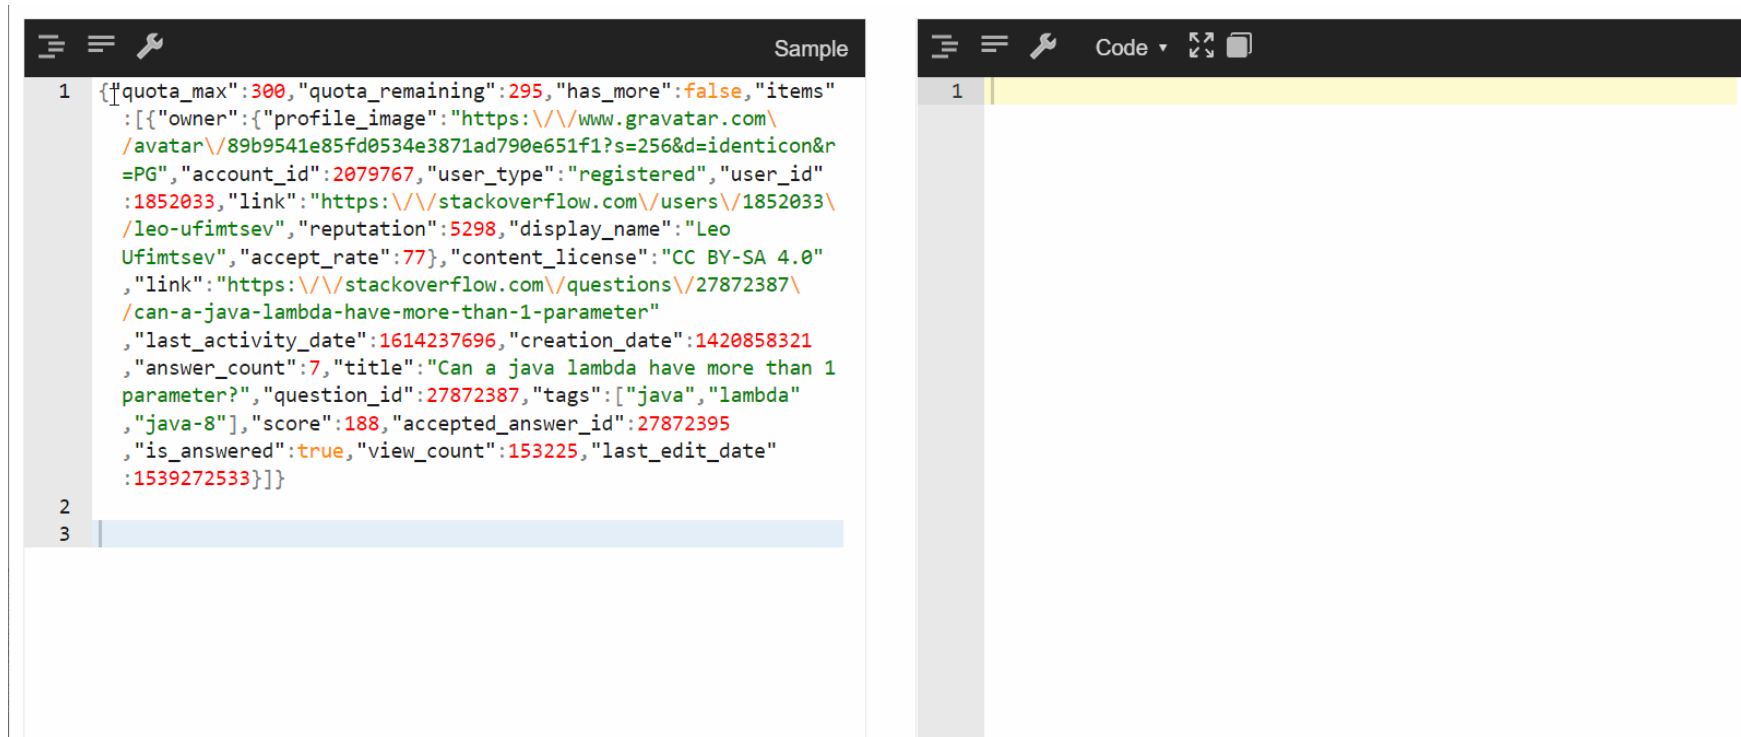 Sample
1 {"quota_max":300,"quota_remaining":295,"has_more":false,"items"
:[{"owner":{"profile_image":"https:\/\/www.gravatar.com\
/avatar\/89b9541e85fd0534e3871ad790e651f1?s=256&d=identicon&r
=PG","account_id":2079767,"user_type":"registered","user_id"
:1852033,"link":"https:\/\/stackoverflow.com\/users\/1852033\
/leo-ufimtsev","reputation":5298,"display_name":"Leo
Ufimtsev","accept_rate":77},"content_license":"CC BY-SA 4.0"
,"link":"https:\/\/stackoverflow.com\/questions\/27872387\
/can-a-java-lambda-have-more-than-1-parameter"
,"last_activity_date":1614237696,"creation_date":1420858321
,"answer_count":7,"title":"Can a java lambda have more than 1
parameter?","question_id":27872387,"tags":["java","lambda"
,"java-8"],"score":188,"accepted_answer_id":27872395
,"is_answered":true,"view_count":153225,"last_edit_date"
:1539272533}]}
2
3
Code
1